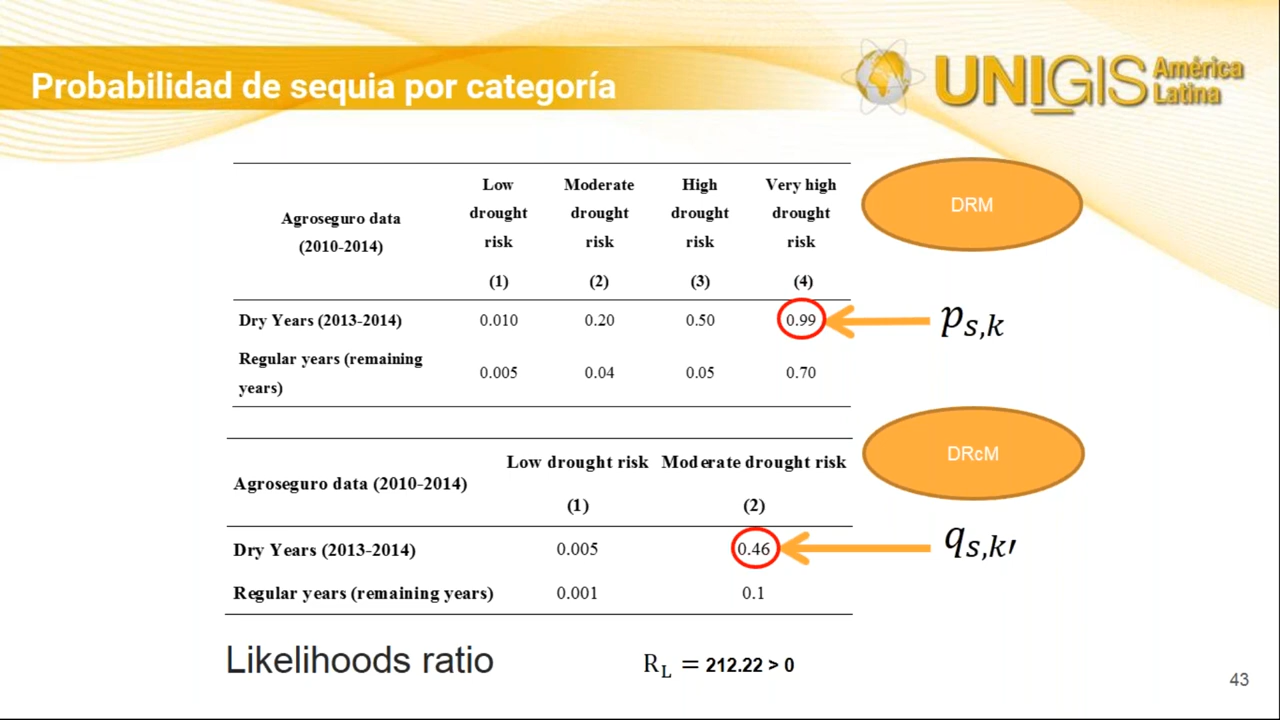 Probabilidad de sequia por categoría
UNIGIS América Latina
Agroseguro data (2010-2014) | Low drought risk (1) | Moderate drought risk (2) | High drought risk (3) | Very high drought risk (4)
Dry Years (2013-2014) 0.010 0.20 0.50 0.99
Regular years (remaining years) 0.005 0.04 0.05 0.70
DRM
p_{s,k}
Agroseguro data (2010-2014) | Low drought risk (1) | Moderate drought risk (2)
Dry Years (2013-2014) 0.005 0.46
Regular years (remaining years) 0.001 0.1
DRcM
q_{s,k′}
Likelihoods ratio R_L = 212.22 > 0
43